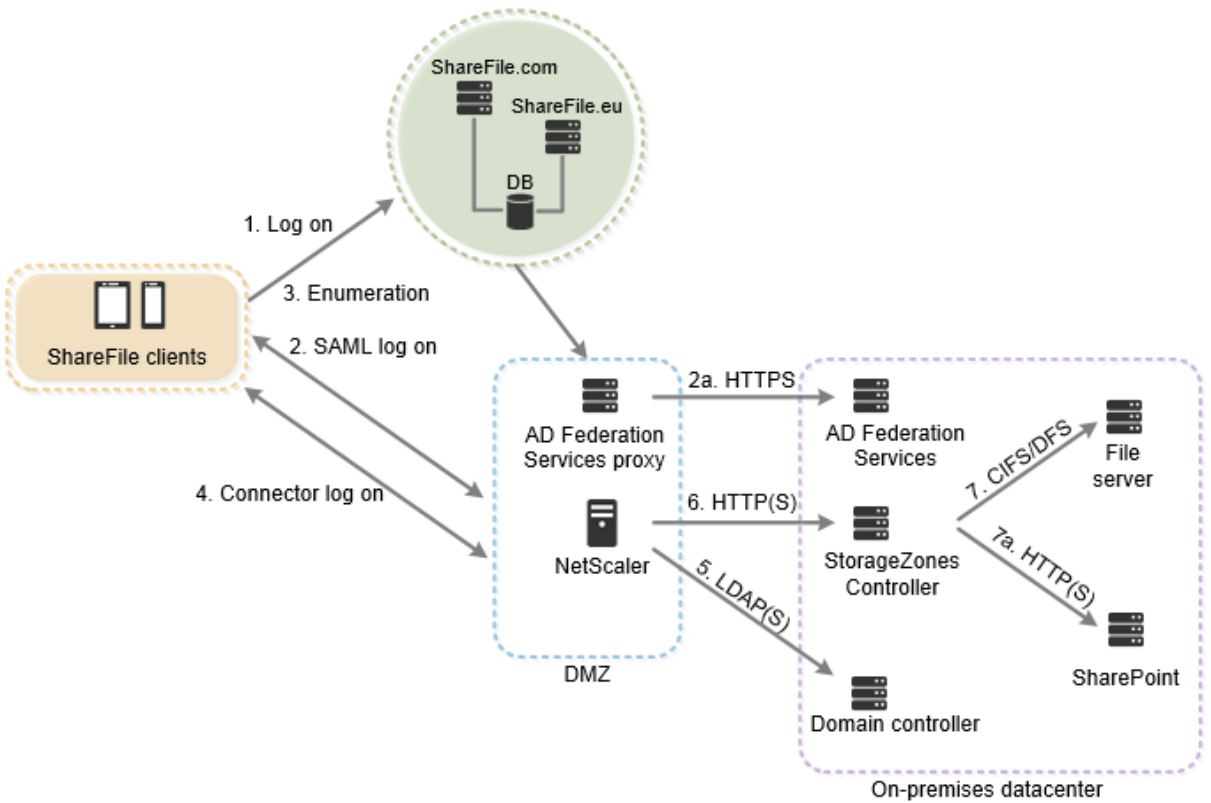 ShareFile.com
ShareFile.eu
DB
1. Log on
3. Enumeration
ShareFile clients
2. SAML log on
4. Connector log on
AD Federation
Services proxy
NetScaler
DMZ
2a. HTTPS
6. HTTP(S)
5. LDAP(S)
AD Federation
Services
StorageZones
Controller
Domain controller
7. CIFS/DFS
7a. HTTP(S)
File
server
SharePoint
On-premises datacenter